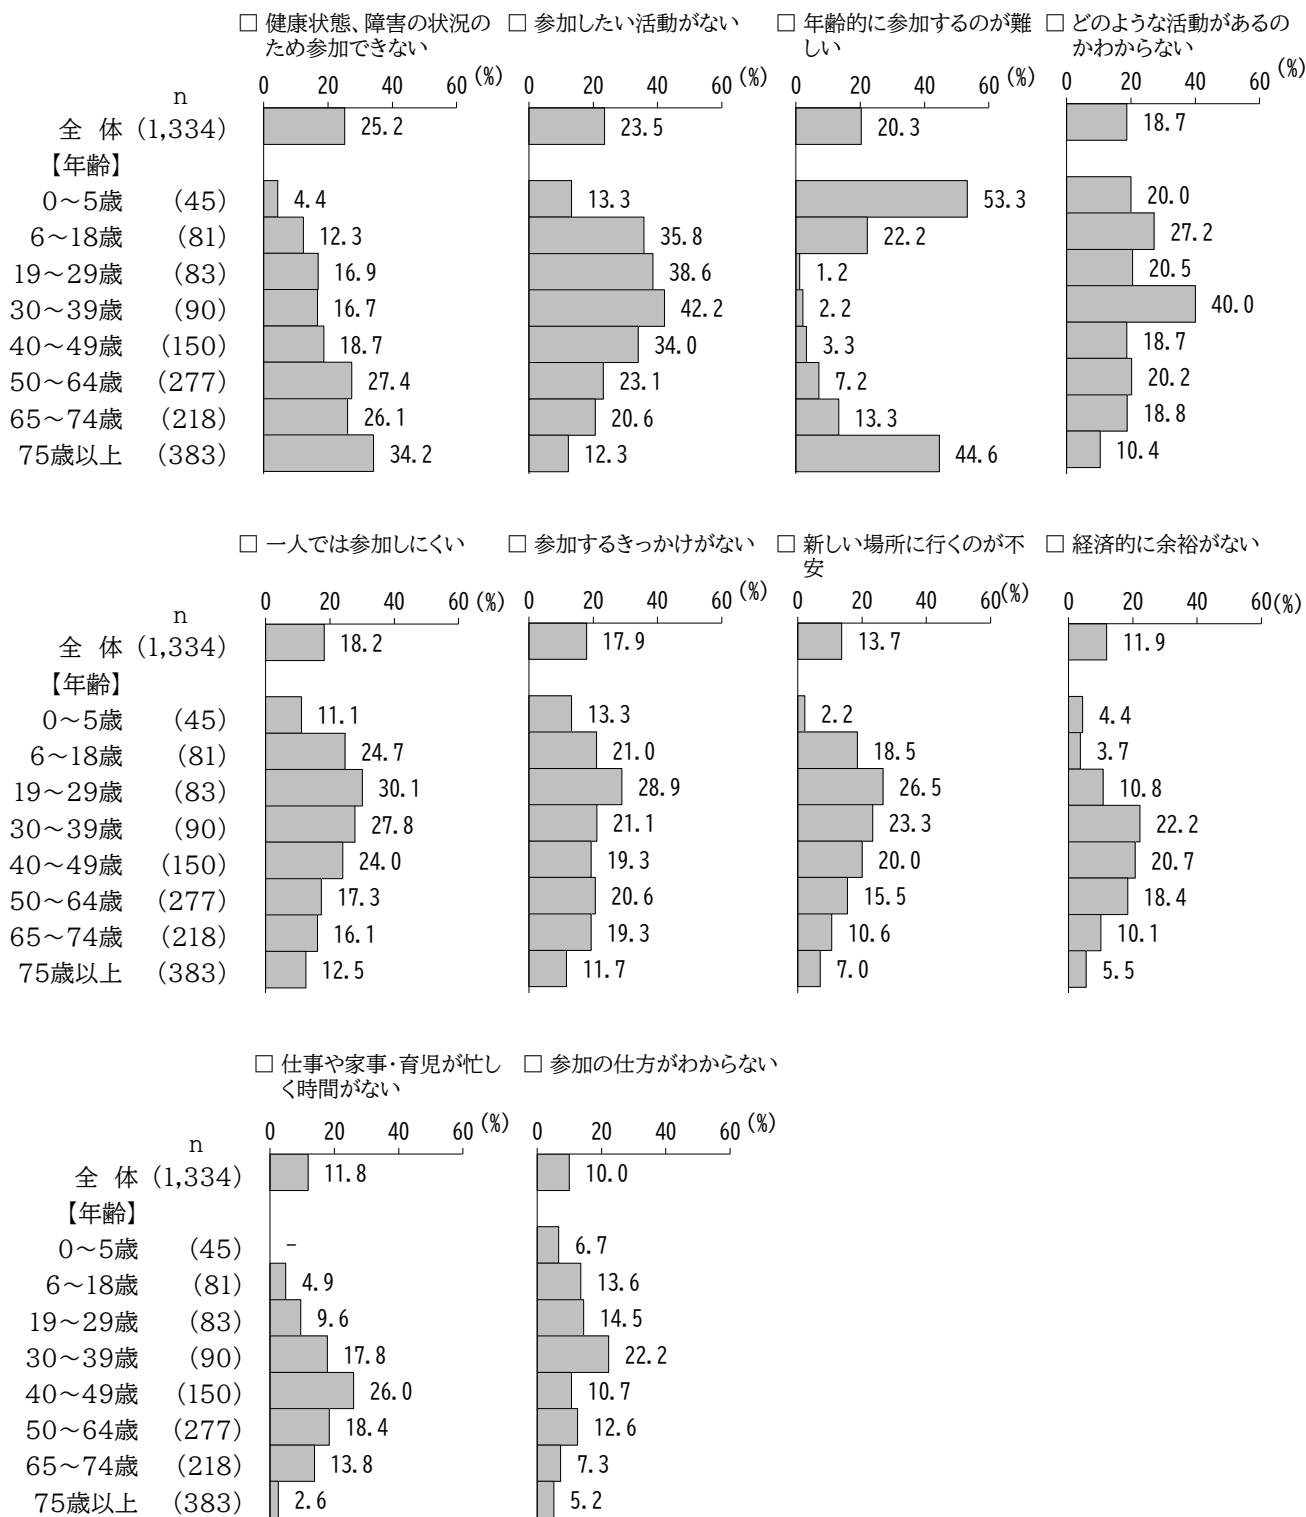 □ 健康状態、障害の状況の □ 参加したい活動がない □ 年齢的に参加するのが難 □ どのような活動があるの
ため参加できない しい かわからない
0 20 40 60 (%) 0 20 40 60 (%) 0 20 40 60 (%) 0 20 40 60 (%)
n
全 体 (1,334) 25.2 23.5 20.3 18.7
【年齢】
0～5歳 (45) 4.4 13.3 53.3 20.0
6～18歳 (81) 12.3 35.8 22.2 27.2
19～29歳 (83) 16.9 38.6 1.2 20.5
30～39歳 (90) 16.7 42.2 2.2 40.0
40～49歳 (150) 18.7 34.0 3.3 18.7
50～64歳 (277) 27.4 23.1 7.2 20.2
65～74歳 (218) 26.1 20.6 13.3 18.8
75歳以上 (383) 34.2 12.3 44.6 10.4
□ 一人では参加しにくい □ 参加するきっかけがない □ 新しい場所に行くのが不 □ 経済的に余裕がない
安
0 20 40 60 (%) 0 20 40 60 (%) 0 20 40 60 (%) 0 20 40 60 (%)
n
全 体 (1,334) 18.2 17.9 13.7 11.9
【年齢】
0～5歳 (45) 11.1 13.3 2.2 4.4
6～18歳 (81) 24.7 21.0 18.5 3.7
19～29歳 (83) 30.1 28.9 26.5 10.8
30～39歳 (90) 27.8 21.1 23.3 22.2
40～49歳 (150) 24.0 19.3 20.0 20.7
50～64歳 (277) 17.3 20.6 15.5 18.4
65～74歳 (218) 16.1 19.3 10.6 10.1
75歳以上 (383) 12.5 11.7 7.0 5.5
□ 仕事や家事・育児が忙し □ 参加の仕方がわからない
く時間がない
0 20 40 60 (%) 0 20 40 60 (%)
n
全 体 (1,334) 11.8 10.0
【年齢】
0～5歳 (45) - 6.7
6～18歳 (81) 4.9 13.6
19～29歳 (83) 9.6 14.5
30～39歳 (90) 17.8 22.2
40～49歳 (150) 26.0 10.7
50～64歳 (277) 18.4 12.6
65～74歳 (218) 13.8 7.3
75歳以上 (383) 2.6 5.2